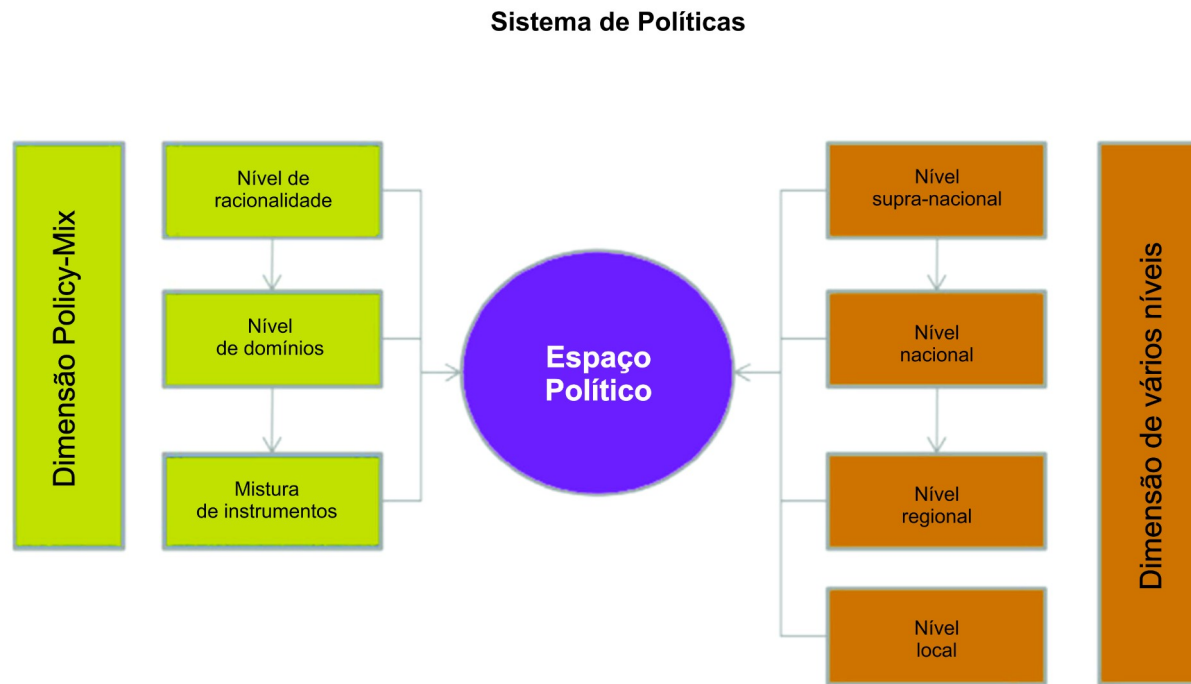 Sistema de Políticas
Dimensão Policy-Mix
Nível de
racionalidade
Nível
de domínios
Mistura
de instrumentos
Espaço
Político
Nível
supra-nacional
Nível
nacional
Nível
regional
Nível
local
Dimensão de vários níveis